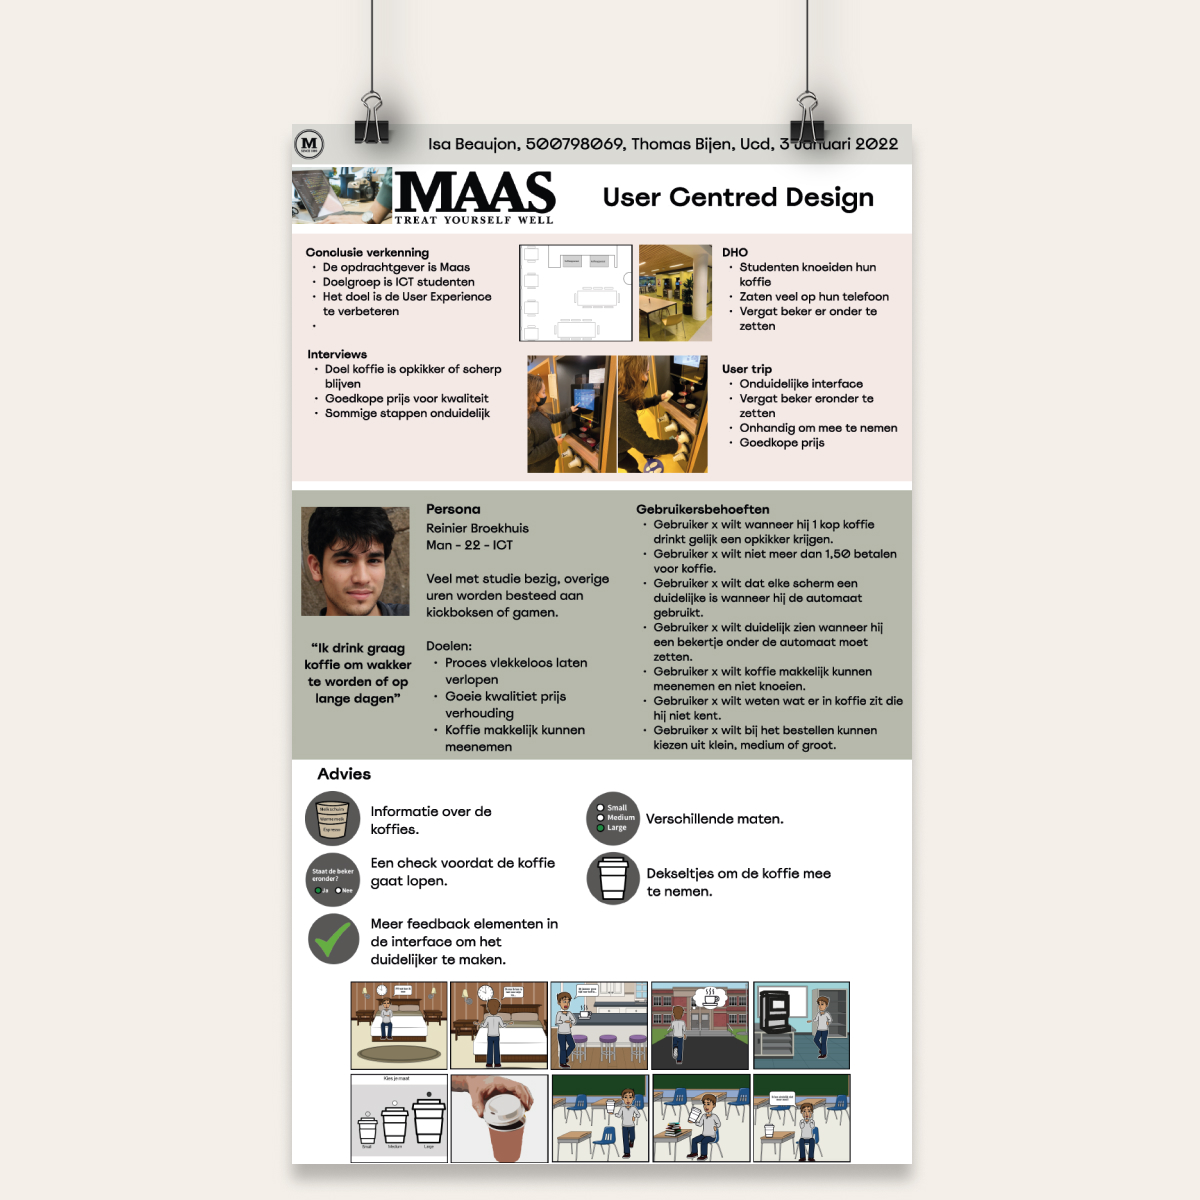 M
Isa Beaujon, 500798069, Thomas Bijen, Ucd, 3 Januari 2022
MAAS
TREAT YOURSELF WELL
User Centred Design
Conclusie verkenning
• De opdrachtgever is Maas
• Doelgroep is ICT studenten
• Het doel is de User Experience
te verbeteren
•
Interviews
• Doel koffie is opkikker of scherp
blijven
• Goedkope prijs voor kwaliteit
• Sommige stappen onduidelijk
DHO
• Studenten knoeiden hun
koffie
• Zaten veel op hun telefoon
• Vergat beker er onder te
zetten
User trip
• Onduidelijke interface
• Vergat beker eronder te
zetten
• Onhandig om mee te nemen
• Goedkope prijs
“Ik drink graag
koffie om wakker
te worden of op
lange dagen”
Persona
Reinier Broekhuis
Man - 22 - ICT
Veel met studie bezig, overige
uren worden besteed aan
kickboksen of gamen.
Doelen:
• Proces vlekkeloos laten
verlopen
• Goeie kwalitiet prijs
verhouding
• Koffie makkelijk kunnen
meenemen
Gebruikersbehoeften
• Gebruiker x wilt wanneer hij 1 kop koffie
drinkt gelijk een opkikker krijgen.
• Gebruiker x wilt niet meer dan 1,50 betalen
voor koffie.
• Gebruiker x wilt dat elke scherm een
duidelijke is wanneer hij de automaat
gebruikt.
• Gebruiker x wilt duidelijk zien wanneer hij
een bekertje onder de automaat moet
zetten.
• Gebruiker x wilt koffie makkelijk kunnen
meenemen en niet knoeien.
• Gebruiker x wilt weten wat er in koffie zit die
hij niet kent.
• Gebruiker x wilt bij het bestellen kunnen
kiezen uit klein, medium of groot.
Advies
Melkschuim
Warme melk
Espresso
Informatie over de
koffies.
Staat de beker
eronder?
Ja Nee
Een check voordat de koffie
gaat lopen.
Meer feedback elementen in
de interface om het
duidelijker te maken.
Small
Medium
Large
Verschillende maten.
Dekseltjes om de koffie mee
te nemen.
Kies je maat
Small Medium Large